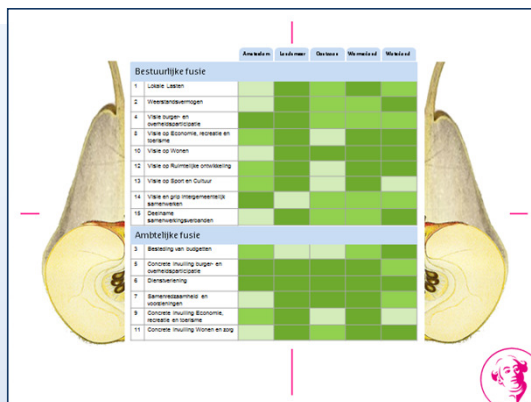 Amsterdam Landsmeer Oostzaan Wormerland Waterland
Bestuurlijke fusie
1 Lokale Lasten
2 Weerstandsvermogen
4 Visie burger- en
overheidsparticipatie
8 Visie op Economie, recreatie en
toerisme
10 Visie op Wonen
12 Visie op Ruimtelijke ontwikkeling
13 Visie op Sport en Cultuur
14 Visie en grip intergemeentelijk
samenwerken
15 Deelname
samenwerkingsverbanden
Ambtelijke fusie
3 Besteding van budgetten
5 Concrete invulling burger- en
overheidsparticipatie
6 Dienstverlening
7 Samenredzaamheid en
voorzieningen
9 Concrete invulling Economie,
recreatie en toerisme
11 Concrete invulling Wonen en zorg